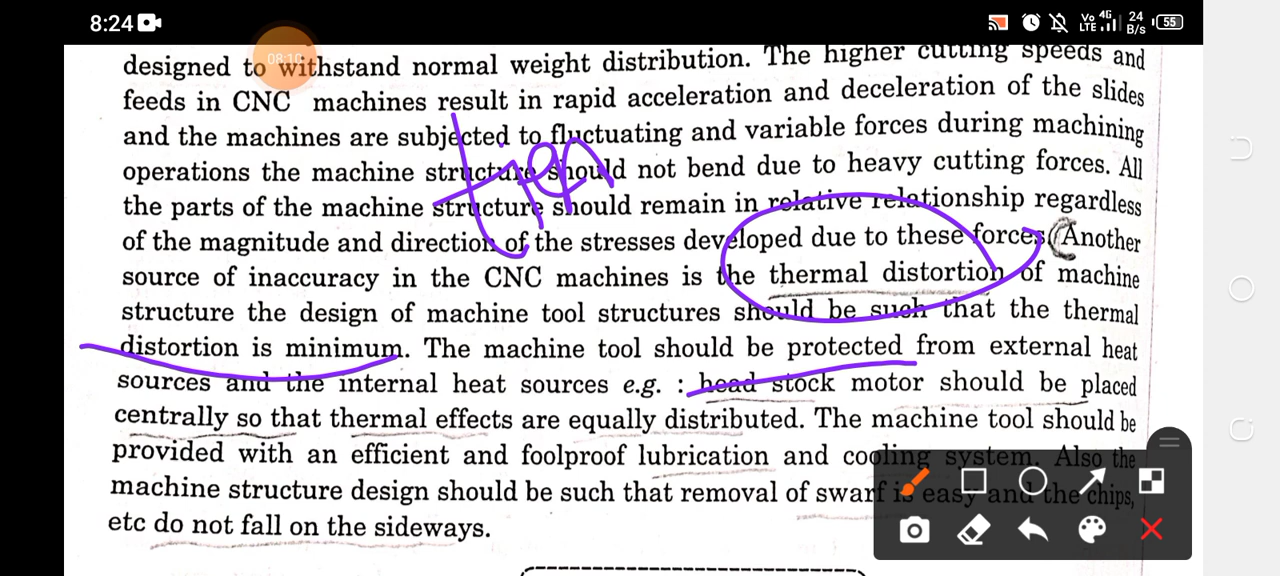 8:24
Vo LTE 4G
24 B/s
55
08:10
designed to withstand normal weight distribution. The higher cutting speeds and
feeds in CNC machines result in rapid acceleration and deceleration of the slides
and the machines are subjected to fluctuating and variable forces during machining
operations the machine structure should not bend due to heavy cutting forces. All
the parts of the machine structure should remain in relative relationship regardless
of the magnitude and direction of the stresses developed due to these forces. Another
source of inaccuracy in the CNC machines is the thermal distortion of machine
structure the design of machine tool structures should be such that the thermal
distortion is minimum. The machine tool should be protected from external heat
sources and the internal heat sources e.g. : head stock motor should be placed
centrally so that thermal effects are equally distributed. The machine tool should be
provided with an efficient and foolproof lubrication and cooling system. Also the
machine structure design should be such that removal of swarf is easy and the chips,
etc do not fall on the sideways.